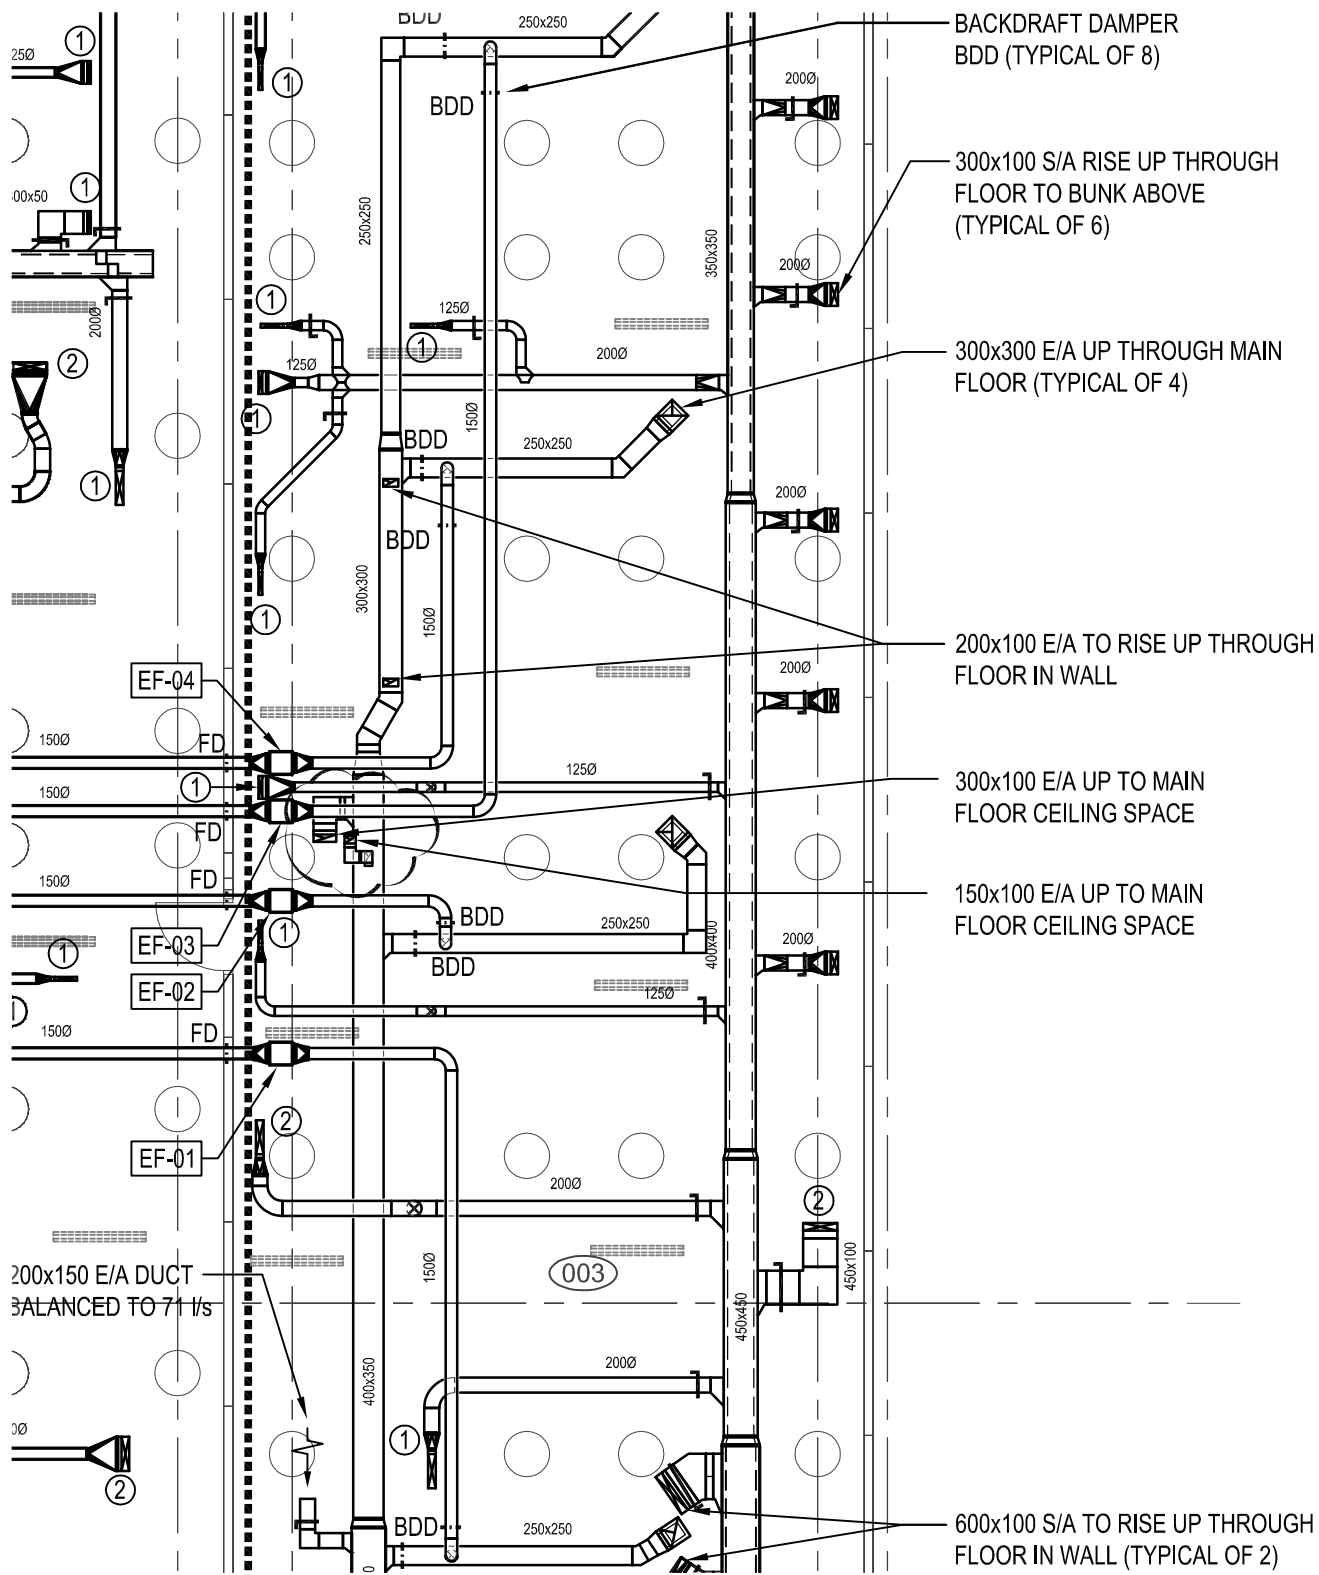 BDD
250x250
BACKDRAFT DAMPER
BDD (TYPICAL OF 8)
1
25Ø
1
200Ø
BDD
300x100 S/A RISE UP THROUGH
FLOOR TO BUNK ABOVE
(TYPICAL OF 6)
1
250x250
350x350
200Ø
1
200Ø
125Ø
300x300 E/A UP THROUGH MAIN
FLOOR (TYPICAL OF 4)
2
125Ø
1
200Ø
1
150Ø
BDD
250x250
1
200Ø
BDD
300x300
1
150Ø
200x100 E/A TO RISE UP THROUGH
FLOOR IN WALL
EF-04
200Ø
150Ø
FD
1
125Ø
300x100 E/A UP TO MAIN
FLOOR CEILING SPACE
150Ø
FD
150Ø
FD
150x100 E/A UP TO MAIN
FLOOR CEILING SPACE
EF-03
1
BDD
250x250
400x400
200Ø
1
BDD
EF-02
125Ø
150Ø
FD
2
EF-01
200Ø
2
003
150Ø
450x100
200x150 E/A DUCT
BALANCED TO 71 l/s
450x450
400x350
200Ø
1
2
BDD
250x250
600x100 S/A TO RISE UP THROUGH
FLOOR IN WALL (TYPICAL OF 2)